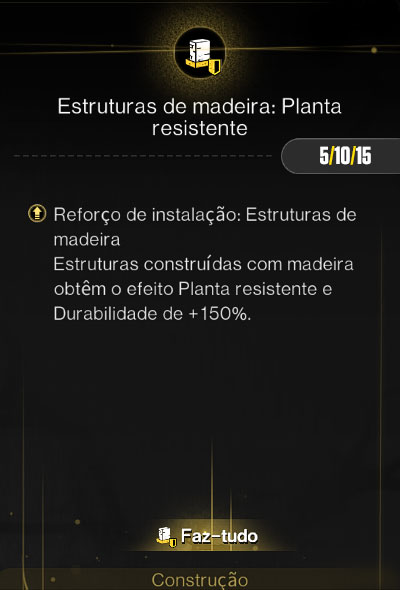 Estruturas de madeira: Planta
resistente
5/10/15
Reforço de instalação: Estruturas de
madeira
Estruturas construídas com madeira
obtêm o efeito Planta resistente e
Durabilidade de +150%.
Faz-tudo
Construção